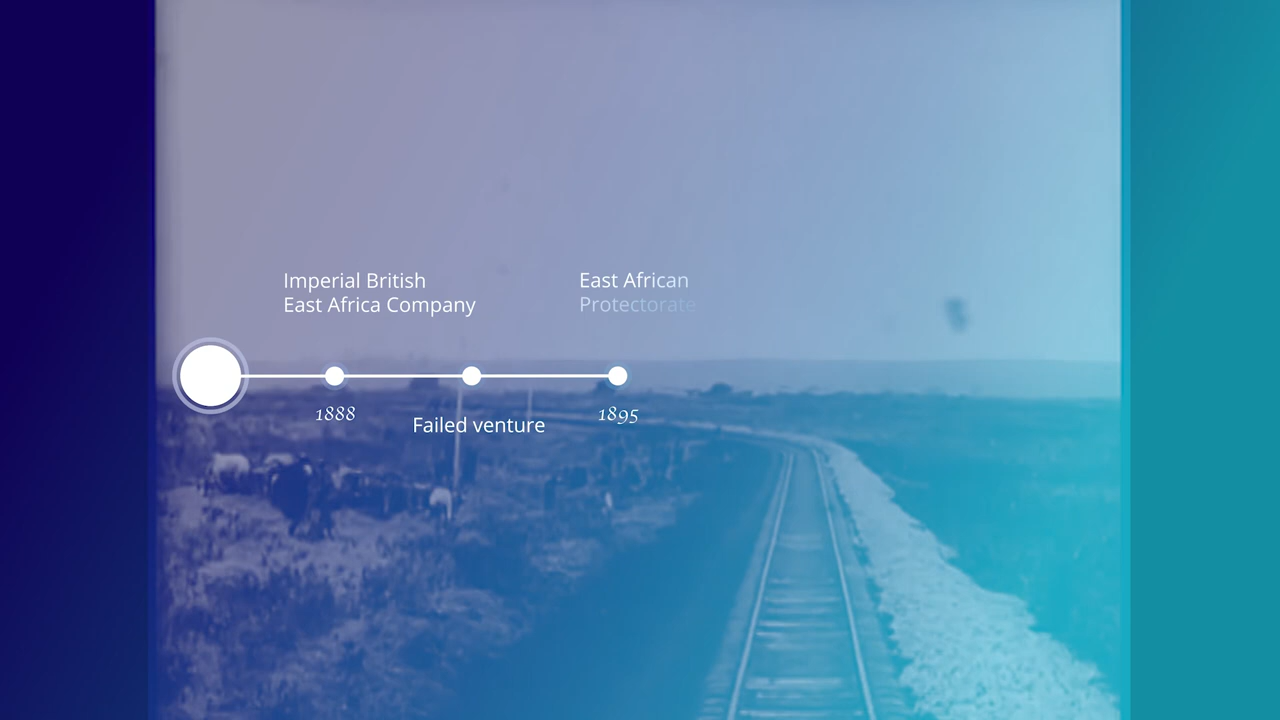 Imperial British
East Africa Company
East African
Protectorate
1888
Failed venture
1895